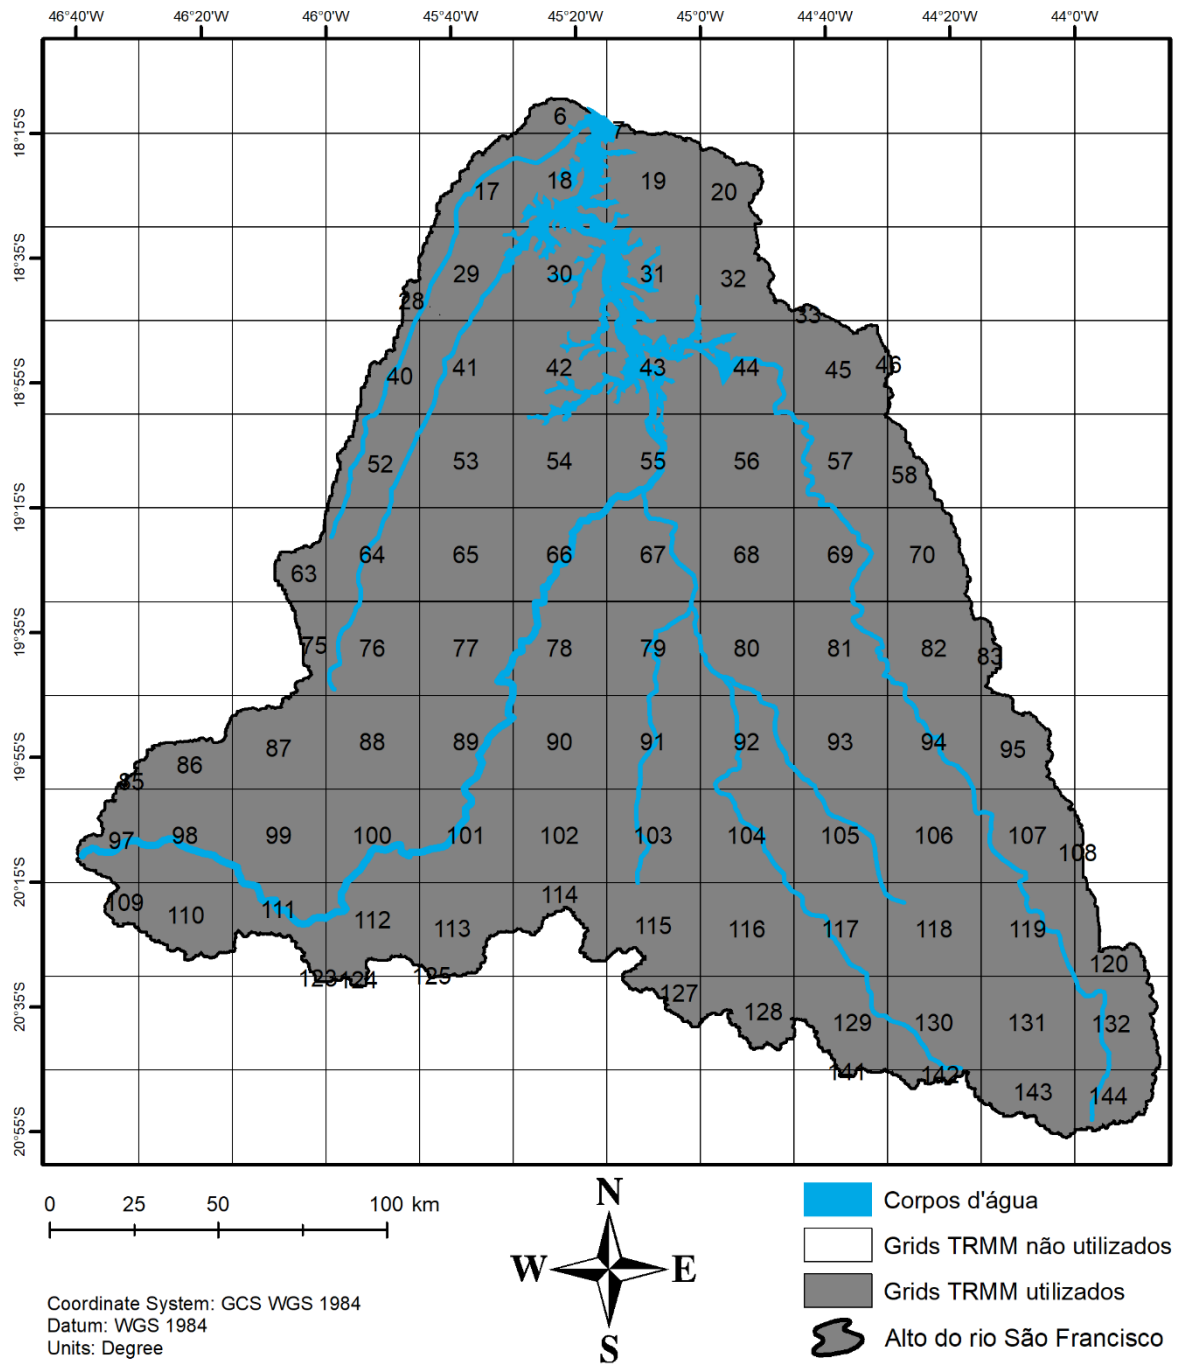 46°40'W 46°20'W 46°0'W 45°40'W 45°20'W 45°0'W 44°40'W 44°20'W 44°0'W
18°15'S
18°35'S
18°55'S
19°15'S
19°35'S
19°55'S
20°15'S
20°35'S
20°55'S
6 7
17 18 19 20
28 29 30 31 32 33
40 41 42 43 44 45 46
52 53 54 55 56 57 58
63 64 65 66 67 68 69 70
75 76 77 78 79 80 81 82 83
85 86 87 88 89 90 91 92 93 94 95
97 98 99 100 101 102 103 104 105 106 107 108
109 110 111 112 113 114 115 116 117 118 119 120
123 124 125 127 128 129 130 131 132
141 142 143 144
0 25 50 100 km
N
W E
S
Coordinate System: GCS WGS 1984
Datum: WGS 1984
Units: Degree
Corpos d'água
Grids TRMM não utilizados
Grids TRMM utilizados
Alto do rio São Francisco